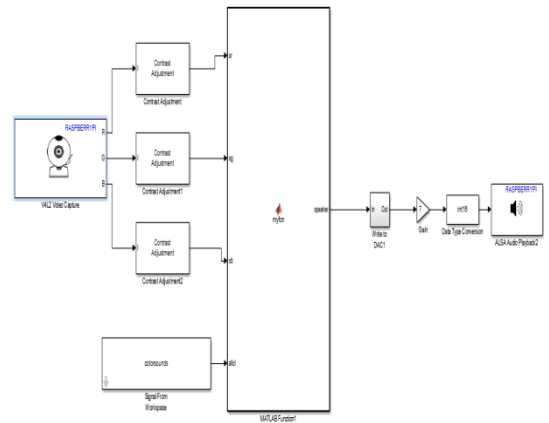 RASPBERRYPI
R
G
B
V4L2 Video Capture
Contrast
Adjustment
Contrast Adjustment
Contrast
Adjustment
Contrast Adjustment1
Contrast
Adjustment
Contrast Adjustment2
colorsounds
Signal From
Workspace
myfcn
speaker
MATLAB Function1
In
Out
Write to
DAC1
7
Gain
int16
Data Type Conversion
RASPBERRYPI
ALSA Audio Playback2